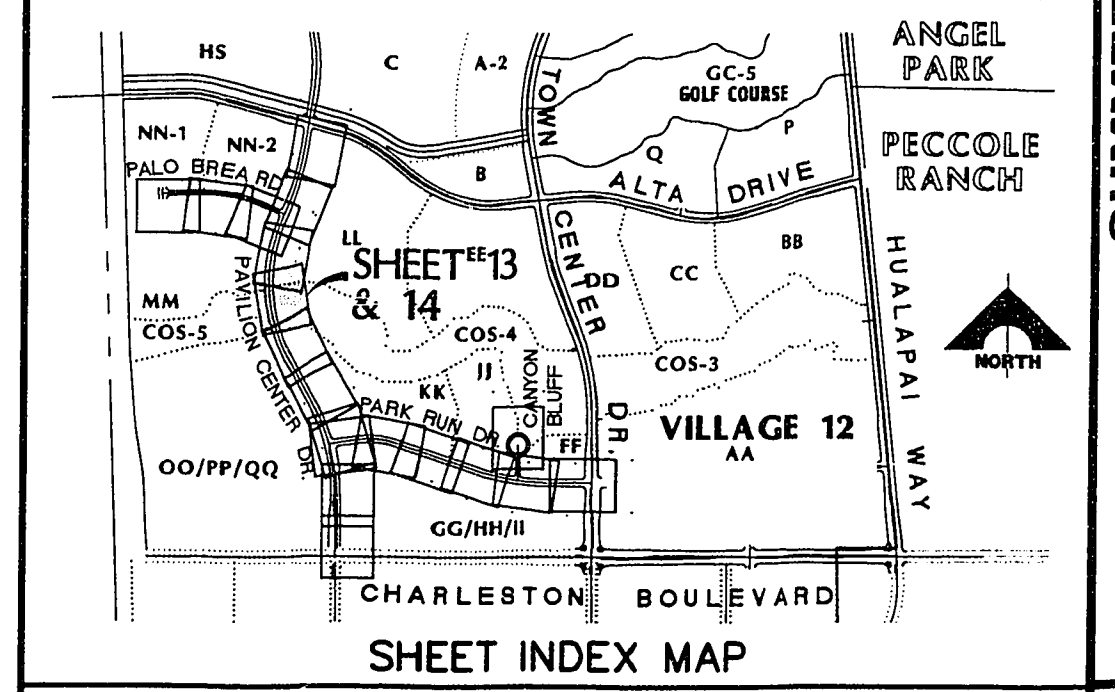 HS
C
A-2
TOWN
CENTER
DR.
GC-5
GOLF COURSE
ANGEL
PARK
PECCOLE
RANCH
NN-1
NN-2
PALO BREA RD
B
Q
P
ALTA DRIVE
LL
EE
SHEET 13
& 14
DD
CC
BB
HUALAPAI WAY
NORTH
MM
COS-5
PAVILION CENTER DR
COS-4
COS-3
KK
JJ
CANYON
BLUFF
PARK RUN DR
FF
VILLAGE 12
AA
OO/PP/QQ
GG/HH/II
CHARLESTON BOULEVARD
SHEET INDEX MAP